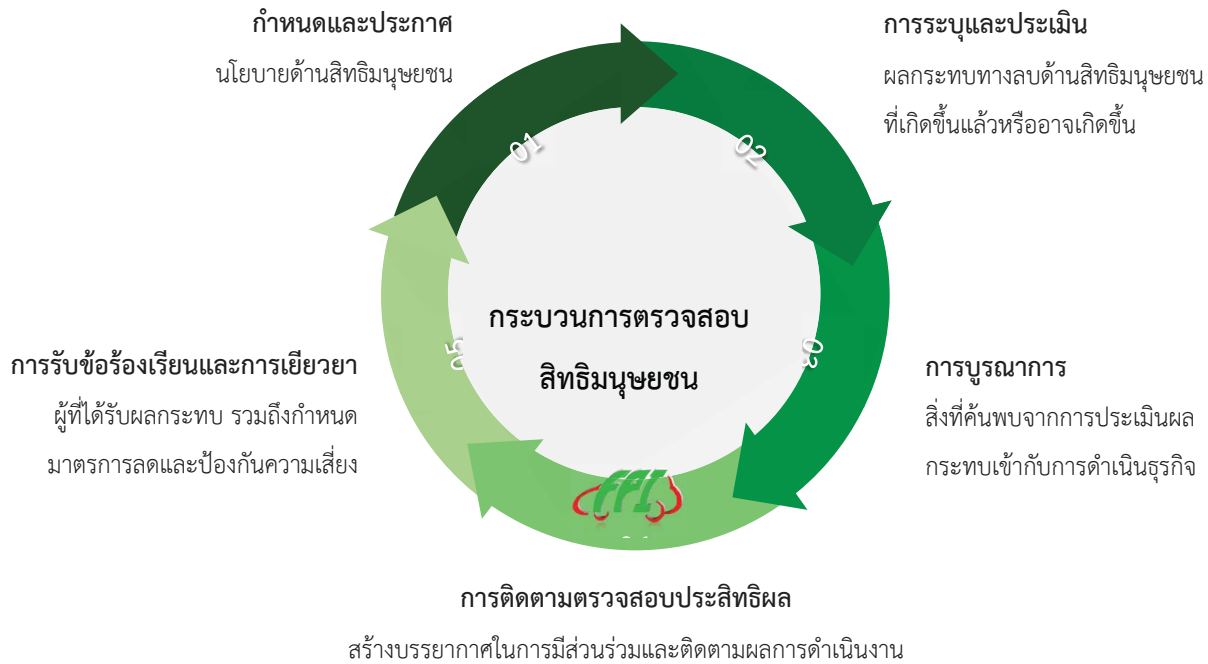 กำหนดและประกาศ
นโยบายด้านสิทธิมนุษยชน
การระบุและประเมิน
ผลกระทบทางลบด้านสิทธิมนุษยชน
ที่เกิดขึ้นแล้วหรืออาจเกิดขึ้น
01
02
กระบวนการตรวจสอบ
สิทธิมนุษยชน
03
05
การบูรณาการ
สิ่งที่ค้นพบจากการประเมินผล
กระทบเข้ากับการดำเนินธุรกิจ
การรับข้อร้องเรียนและการเยียวยา
ผู้ที่ได้รับผลกระทบ รวมถึงกำหนด
มาตรการลดและป้องกันความเสี่ยง
FPI
การติดตามตรวจสอบประสิทธิผล
สร้างบรรยากาศในการมีส่วนร่วมและติดตามผลการดำเนินงาน